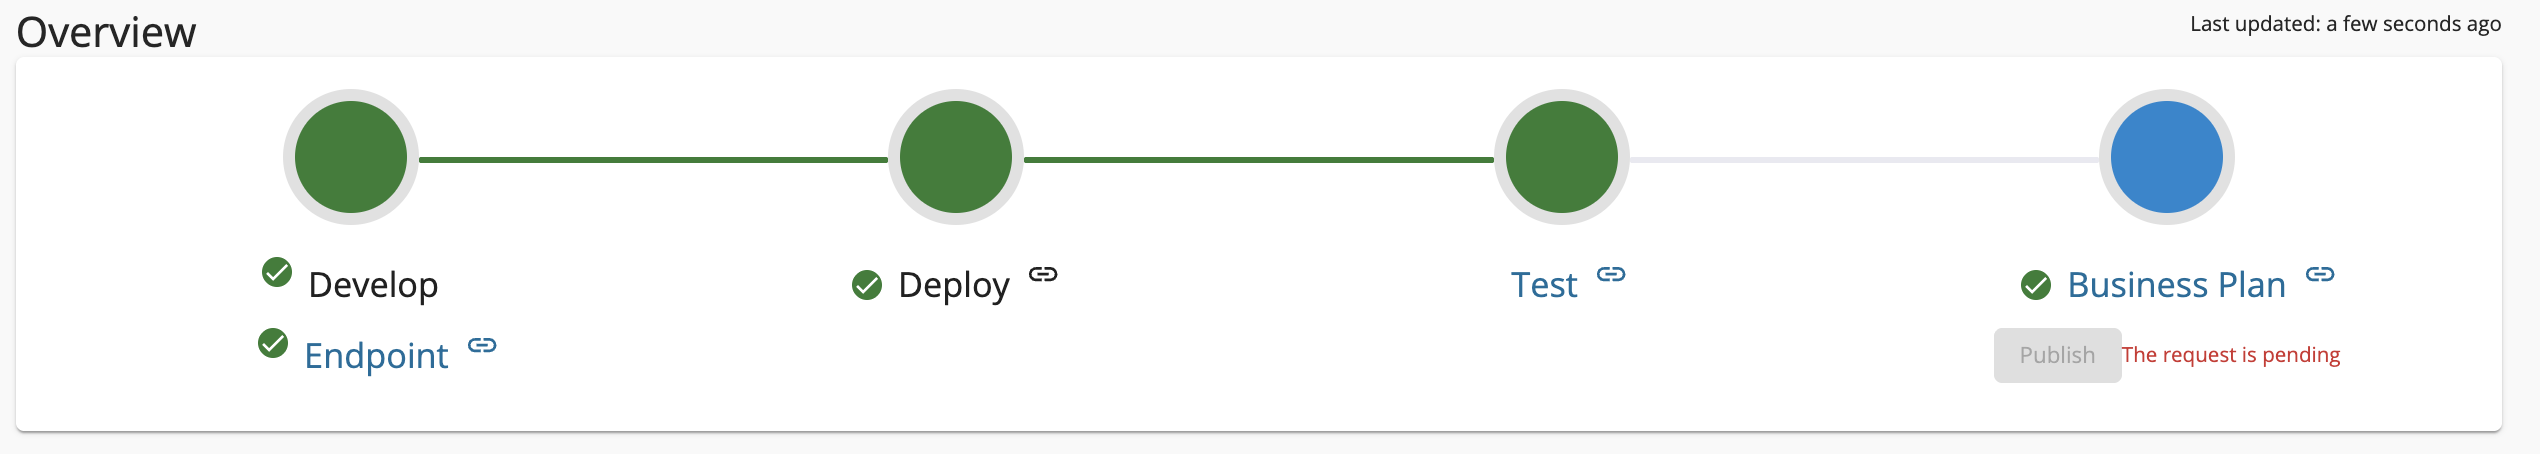 Overview
Last updated: a few seconds ago
Develop
Endpoint
Deploy
Test
Business Plan
Publish The request is pending